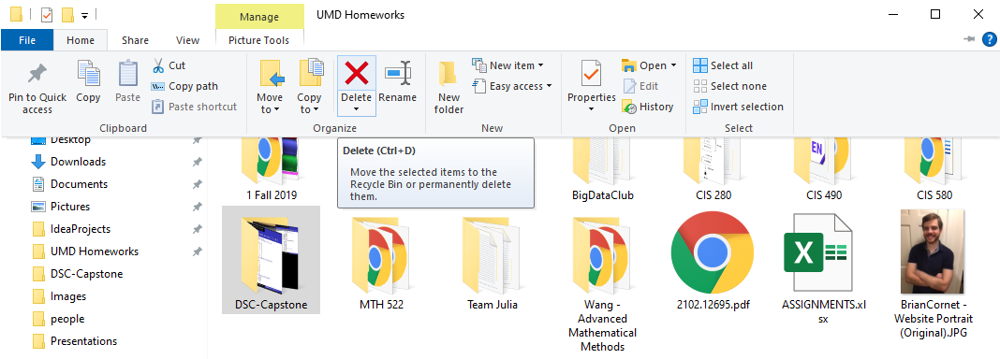 Manage
UMD Homeworks
File
Home
Share
View
Picture Tools
Pin to Quick
access
Copy
Paste
Cut
Copy path
Paste shortcut
Clipboard
Move
to
Copy
to
Delete
Rename
Organize
New
folder
New item
Easy access
New
Properties
Open
Edit
History
Open
Select all
Select none
Invert selection
Select
Delete (Ctrl+D)
Move the selected items to the
Recycle Bin or permanently delete
them.
Desktop
Downloads
Documents
Pictures
IdeaProjects
UMD Homeworks
DSC-Capstone
Images
people
Presentations
1 Fall 2019
BigDataClub
CIS 280
EN
CIS 490
CIS 580
DSC-Capstone
MTH 522
Team Julia
Wang -
Advanced
Mathematical
Methods
2102.12695.pdf
X
ASSIGNMENTS.xl
sx
BrianCornet -
Website Portrait
(Original).JPG